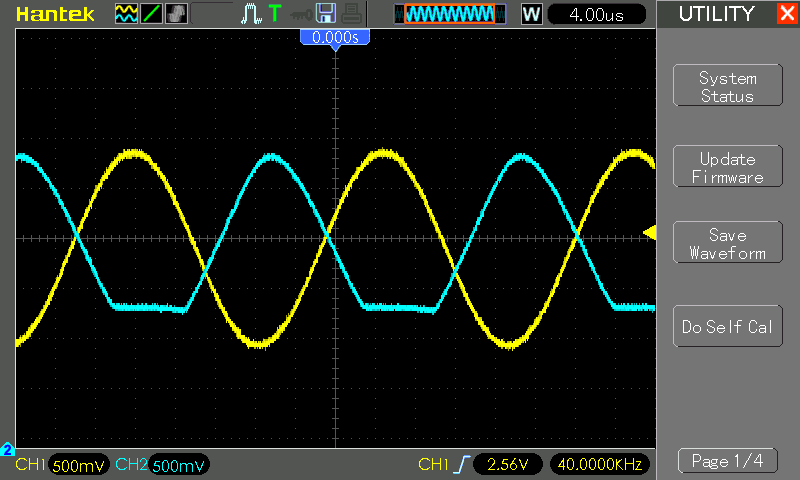 Hantek T W 4.00us UTILITY
0.000s
System
Status
Update
Firmware
Save
Waveform
Do Self Cal
2
CH1 500mV CH2 500mV CH1 2.56V 40.0000KHz Page 1/4